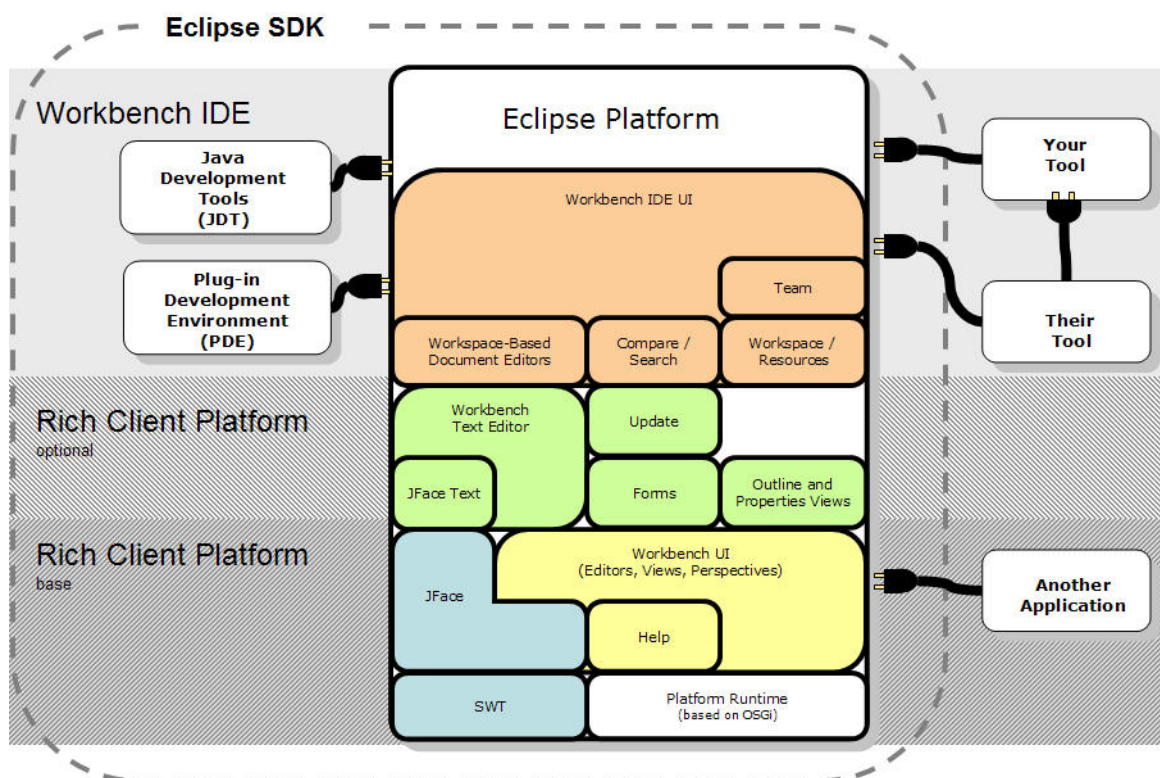 Eclipse SDK
Workbench IDE
Eclipse Platform
Java
Development
Tools
(JDT)
Your
Tool
Workbench IDE UI
Plug-in
Development
Environment
(PDE)
Team
Their
Tool
Workspace-Based
Document Editors
Compare /
Search
Workspace /
Resources
Rich Client Platform
optional
Workbench
Text Editor
Update
JFace Text
Forms
Outline and
Properties Views
Rich Client Platform
base
Workbench UI
(Editors, Views, Perspectives)
JFace
Another
Application
Help
SWT
Platform Runtime
(based on OSGi)